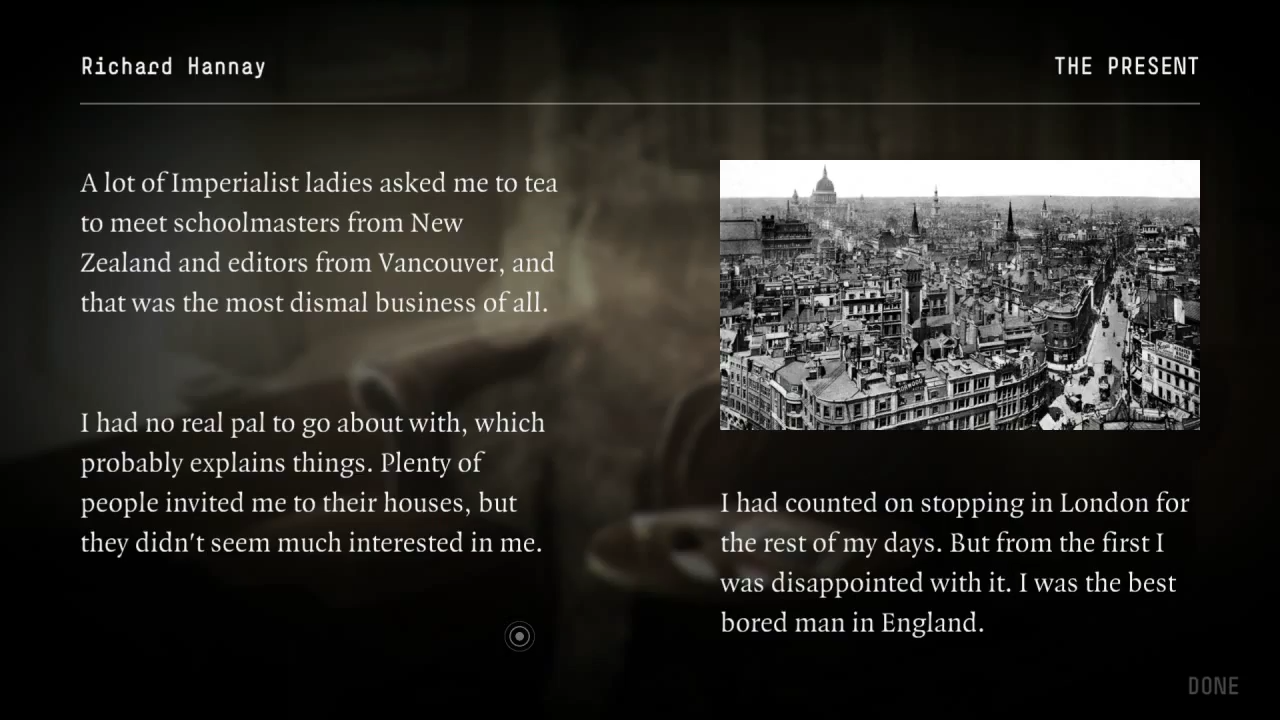 Richard Hannay
THE PRESENT
A lot of Imperialist ladies asked me to tea
to meet schoolmasters from New
Zealand and editors from Vancouver, and
that was the most dismal business of all.
I had no real pal to go about with, which
probably explains things. Plenty of
people invited me to their houses, but
they didn't seem much interested in me.
I had counted on stopping in London for
the rest of my days. But from the first I
was disappointed with it. I was the best
bored man in England.
DONE